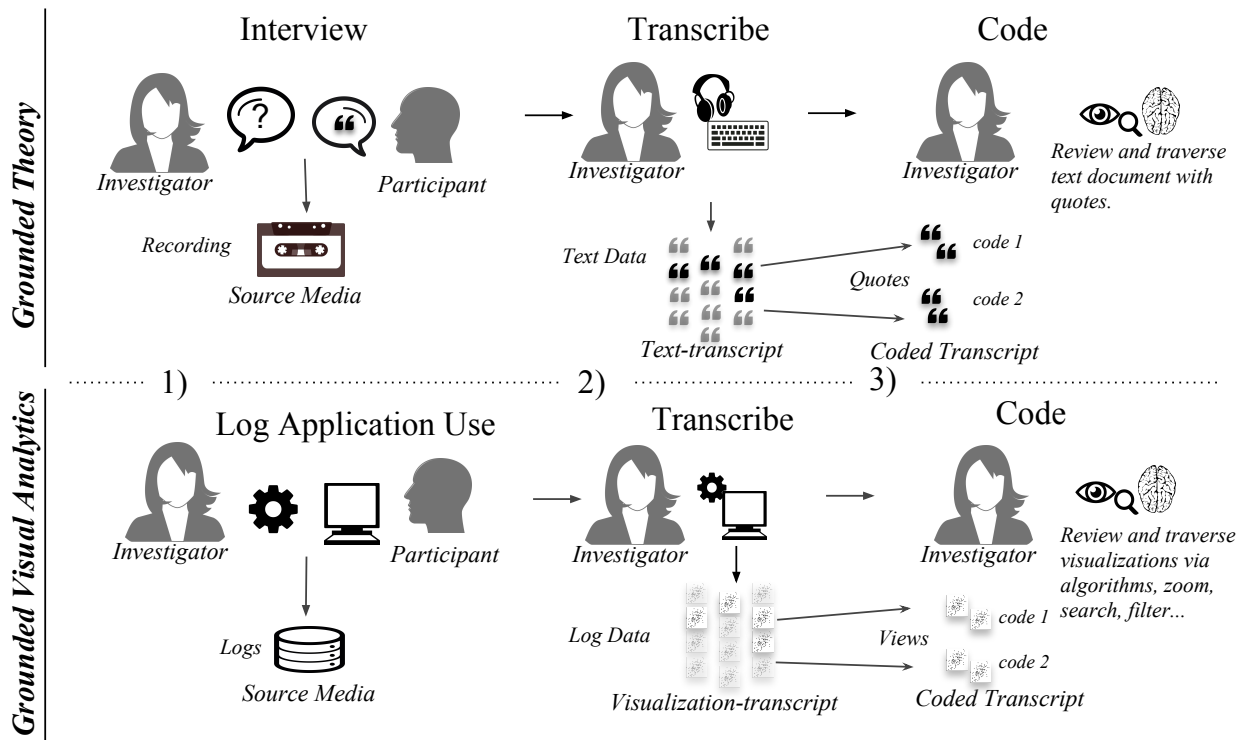 Grounded Theory
Interview
Transcribe
Code
?
Investigator
Participant
Investigator
Investigator
Review and traverse
text document with
quotes.
Recording
Source Media
Text Data
Text-transcript
Quotes
code 1
code 2
Coded Transcript
1)
2)
3)
Grounded Visual Analytics
Log Application Use
Transcribe
Code
Investigator
Participant
Investigator
Investigator
Review and traverse
visualizations via
algorithms, zoom,
search, filter...
Logs
Source Media
Log Data
Visualization-transcript
Views
code 1
code 2
Coded Transcript